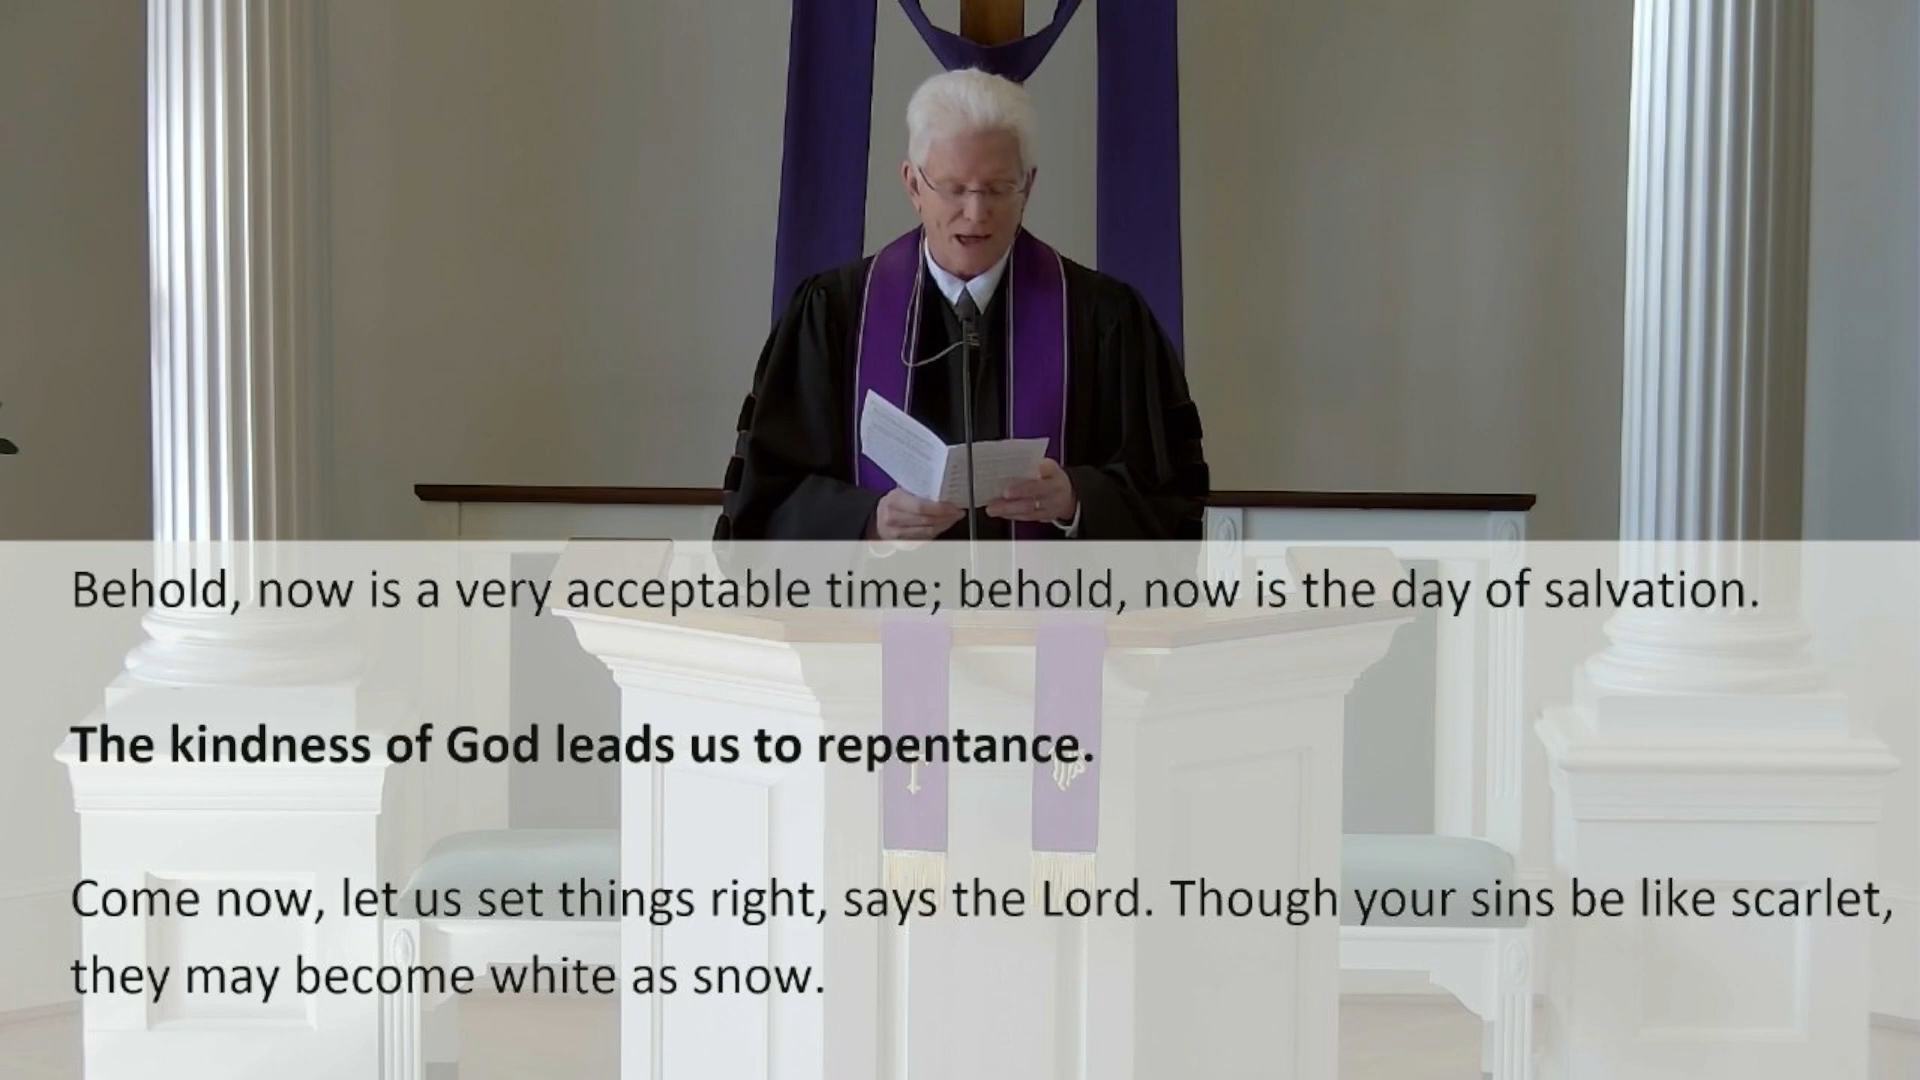 Behold, now is a very acceptable time; behold, now is the day of salvation.
The kindness of God leads us to repentance.
Come now, let us set things right, says the Lord. Though your sins be like scarlet,
they may become white as snow.